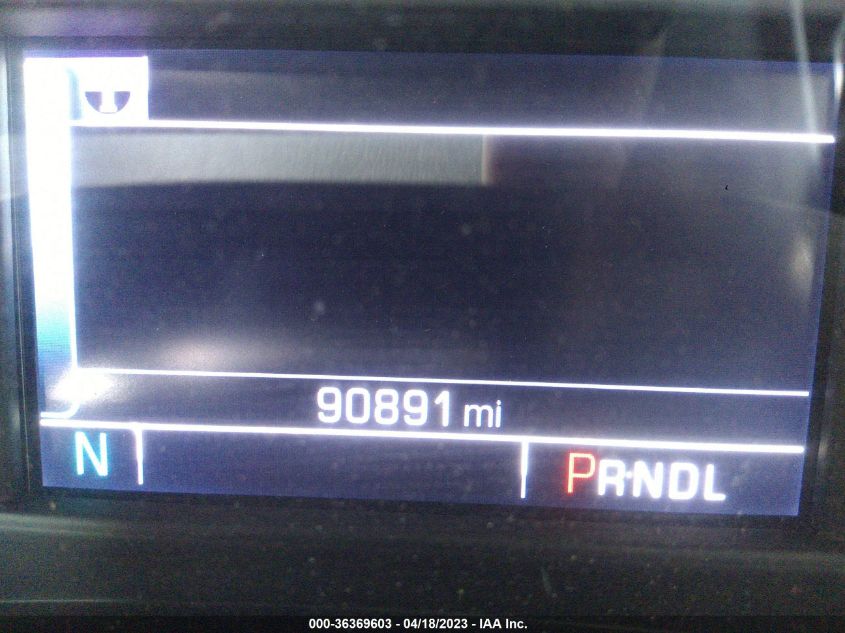 90891 mi
N PRNDL
000-36369603 - 04/18/2023 - IAA Inc.